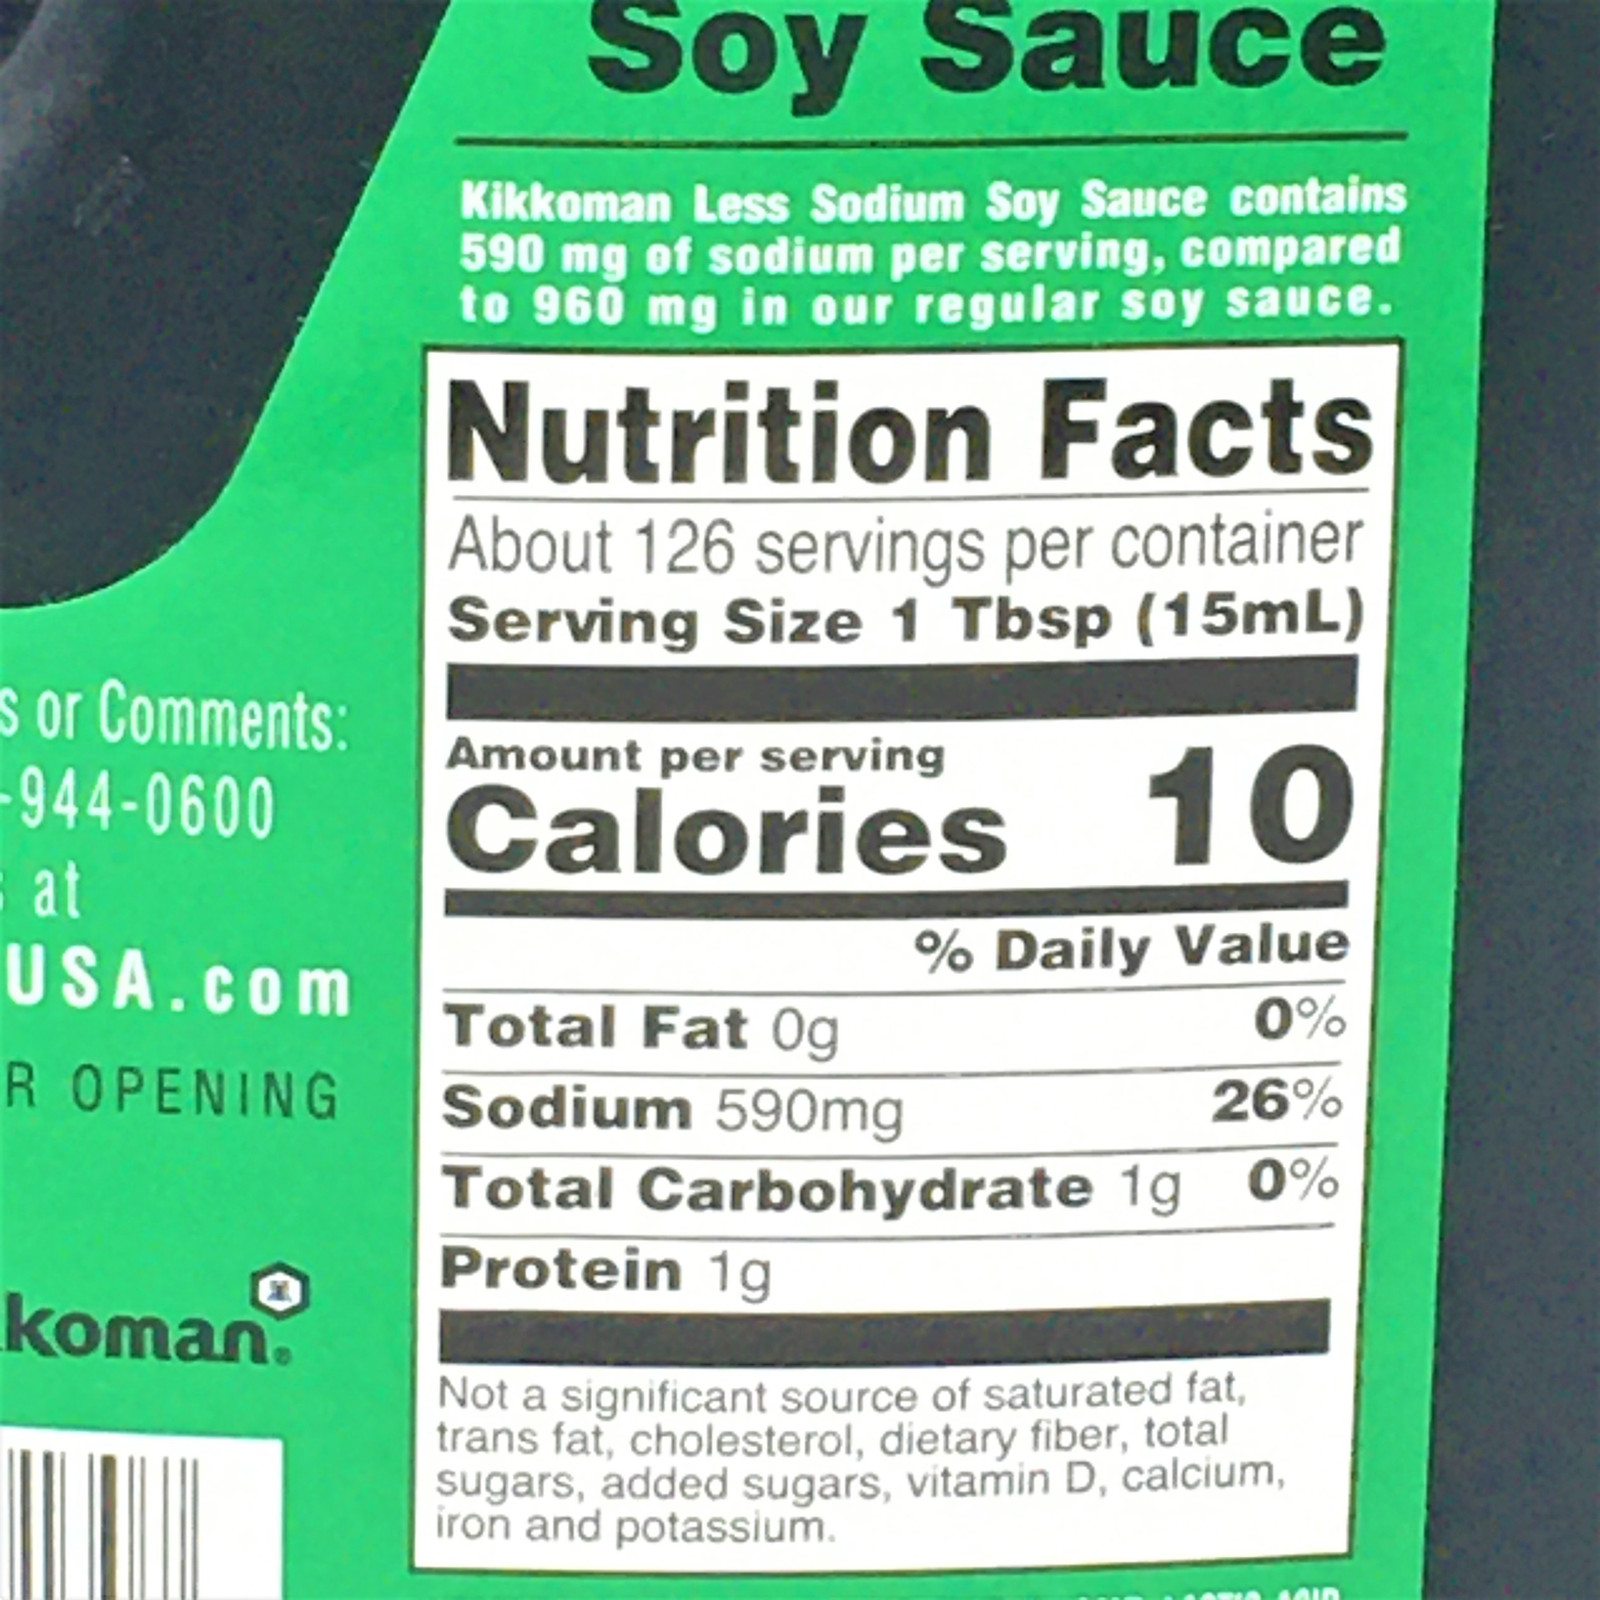 Soy Sauce
Kikkoman Less Sodium Soy Sauce contains
590 mg of sodium per serving, compared
to 960 mg in our regular soy sauce.
Nutrition Facts
About 126 servings per container
Serving Size 1 Tbsp (15mL)
Amount per serving
Calories 10
% Daily Value
Total Fat 0g 0%
Sodium 590mg 26%
Total Carbohydrate 1g 0%
Protein 1g
Not a significant source of saturated fat,
trans fat, cholesterol, dietary fiber, total
sugars, added sugars, vitamin D, calcium,
iron and potassium.
s or Comments:
-944-0600
at
USA.com
R OPENING
koman®
LACTIC ACID